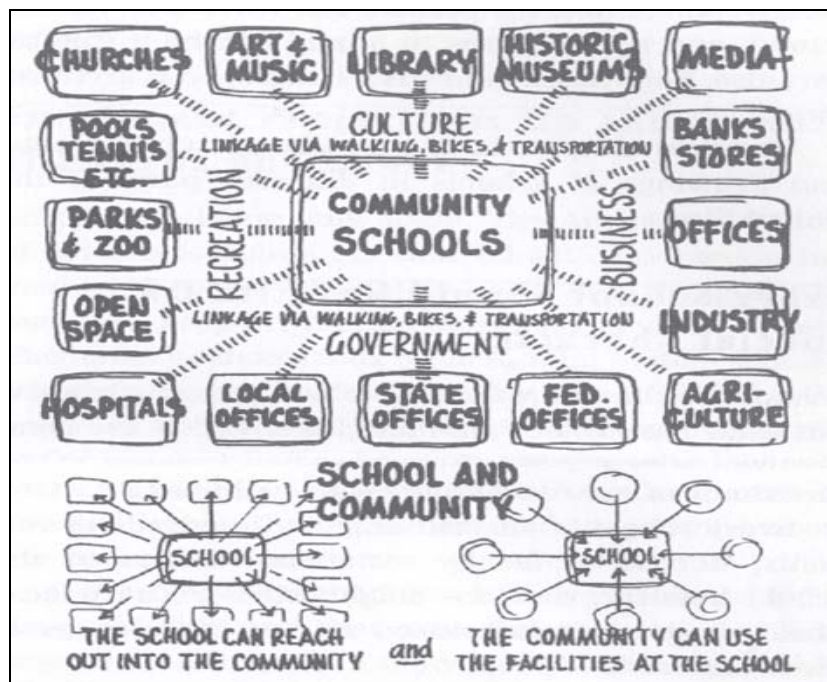 CHURCHES
ART &
MUSIC
LIBRARY
HISTORIC
MUSEUMS
MEDIA
POOLS
TENNIS
ETC.
CULTURE
LINKAGE VIA WALKING, BIKES, & TRANSPORTATION
BANKS
STORES
PARKS
& ZOO
RECREATION
COMMUNITY
SCHOOLS
BUSINESS
OFFICES
OPEN
SPACE
LINKAGE VIA WALKING, BIKES, & TRANSPORTATION
GOVERNMENT
INDUSTRY
HOSPITALS
LOCAL
OFFICES
STATE
OFFICES
FED.
OFFICES
AGRI-
CULTURE
SCHOOL AND
COMMUNITY
SCHOOL
SCHOOL
THE SCHOOL CAN REACH
OUT INTO THE COMMUNITY
and
THE COMMUNITY CAN USE
THE FACILITIES AT THE SCHOOL